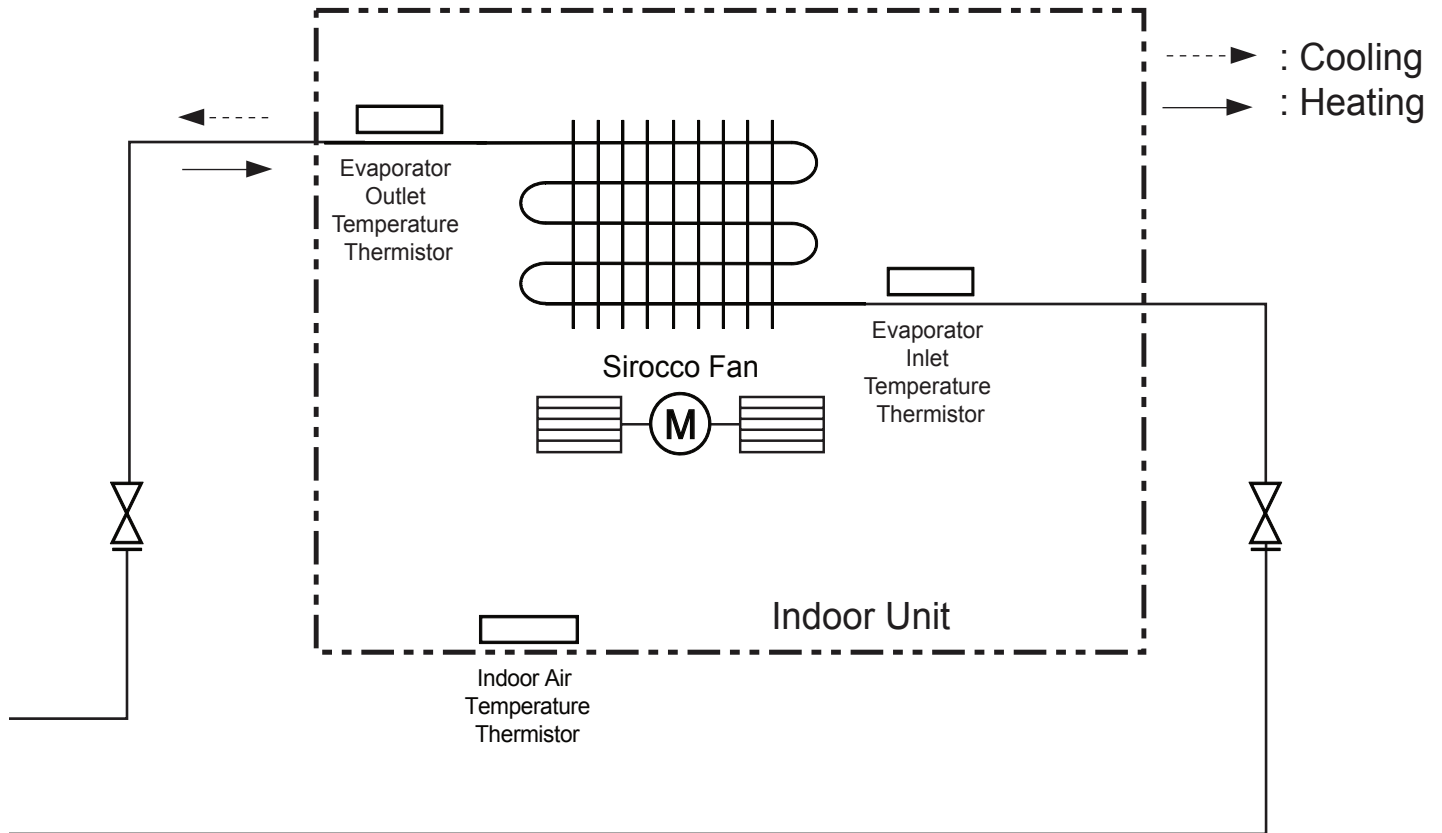 : Cooling
: Heating
Evaporator
Outlet
Temperature
Thermistor
Evaporator
Inlet
Temperature
Thermistor
Sirocco Fan
M
Indoor Unit
Indoor Air
Temperature
Thermistor